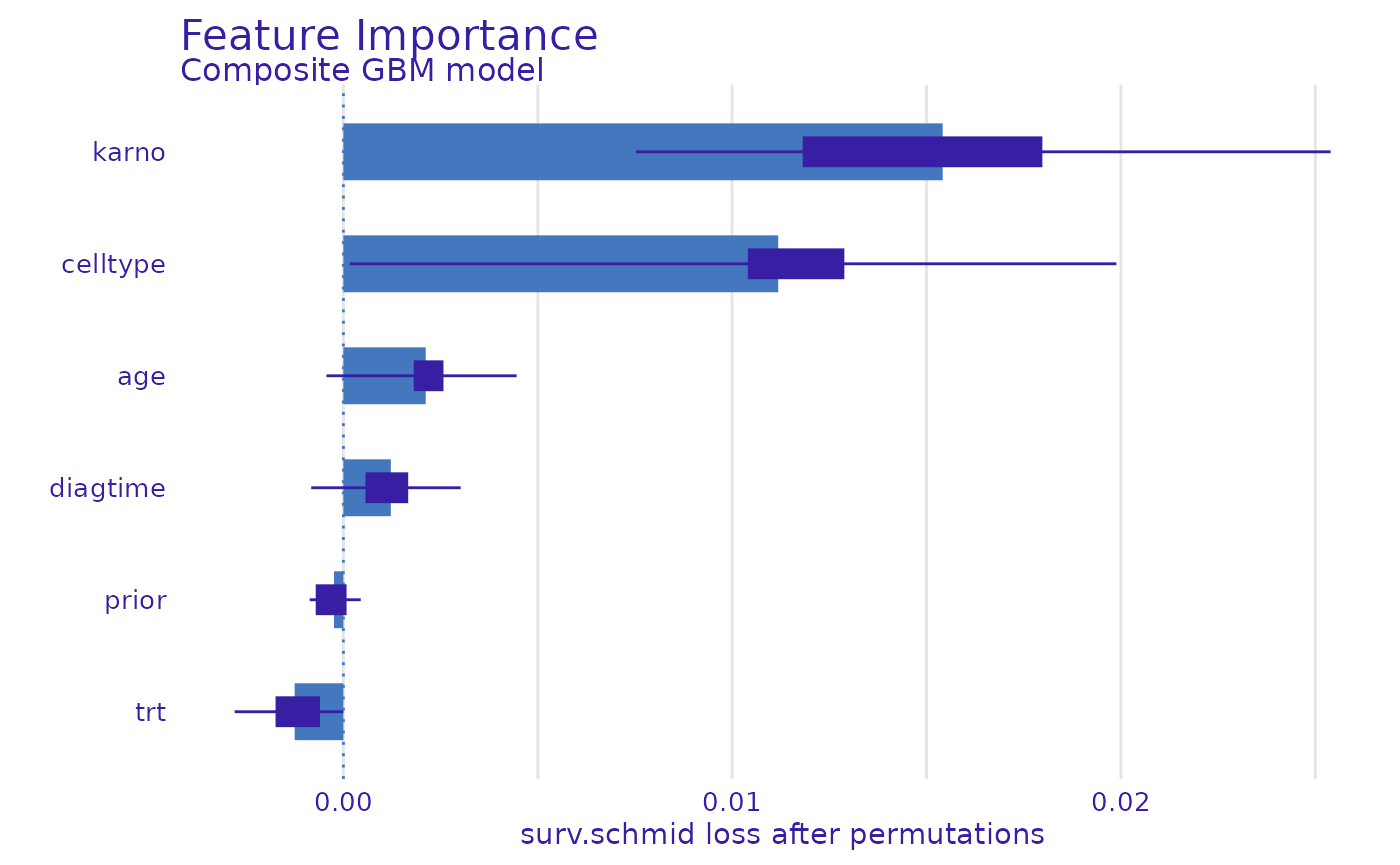 Feature Importance
Composite GBM model
karno
celltype
age
diagtime
prior
trt
0.00 0.01 0.02
surv.schmid loss after permutations